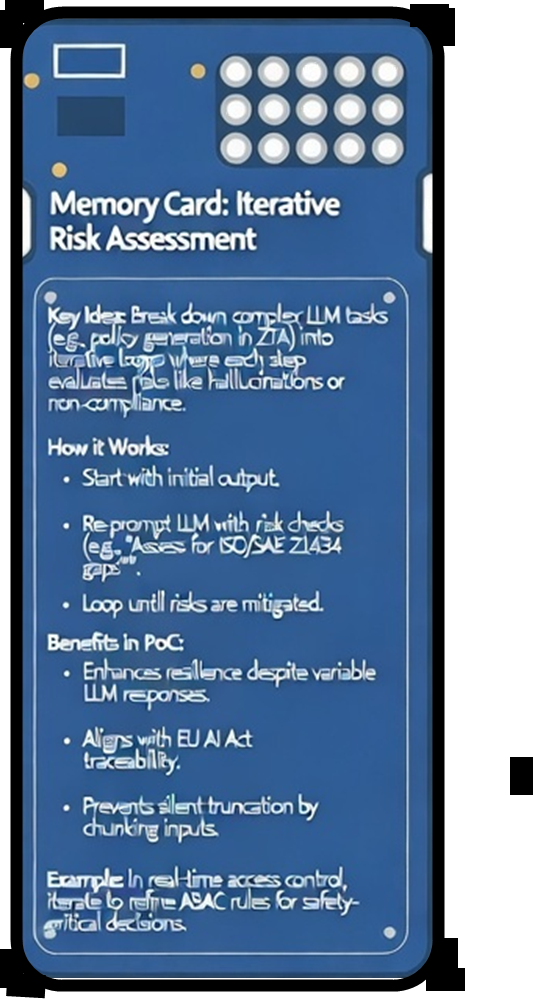 Memory Card: Iterative
Risk Assessment
Key Idea: Break down complex LLM tasks
(e.g. policy generation in ZTA) into
iterative loops where each step
evaluates risks like hallucinations or
non-compliance.
How it Works:
• Start with initial output.
• Re-prompt LLM with risk checks
(e.g. "Assess for ISO/SAE 21434
gaps"".
• Loop until risks are mitigated.
Benefits in PoC:
• Enhances resilience despite variable
LLM responses.
• Aligns with EU AI Act
traceability.
• Prevents silent truncation by
chunking inputs.
Example: In real-time access control,
iterate to refine ABAC rules for safety-
critical decisions.